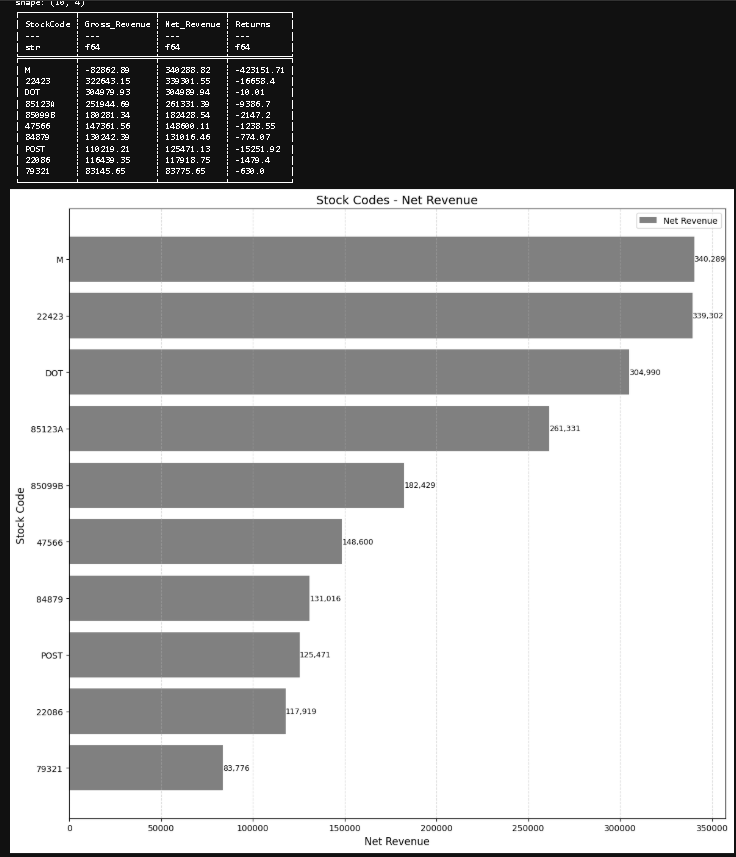 shape: (10, 4)
StockCode Gross_Revenue Net_Revenue Returns
--- --- --- ---
str f64 f64 f64
M -82862.89 340288.82 -423151.71
22423 322643.15 339301.55 -16658.4
DOT 304979.93 304989.94 -10.01
85123A 251944.69 261331.39 -9386.7
85099B 180281.34 182428.54 -2147.2
47566 147361.56 148600.11 -1238.55
84879 130242.39 131016.46 -774.07
POST 110219.21 125471.13 -15251.92
22086 116439.35 117918.75 -1479.4
79321 83145.65 83775.65 -630.0
Stock Codes - Net Revenue
Net Revenue
M 340,289
22423 339,302
DOT 304,990
85123A 261,331
85099B 182,429
Stock Code
47566 148,600
84879 131,016
POST 125,471
22086 117,919
79321 83,776
0 50000 100000 150000 200000 250000 300000 350000
Net Revenue